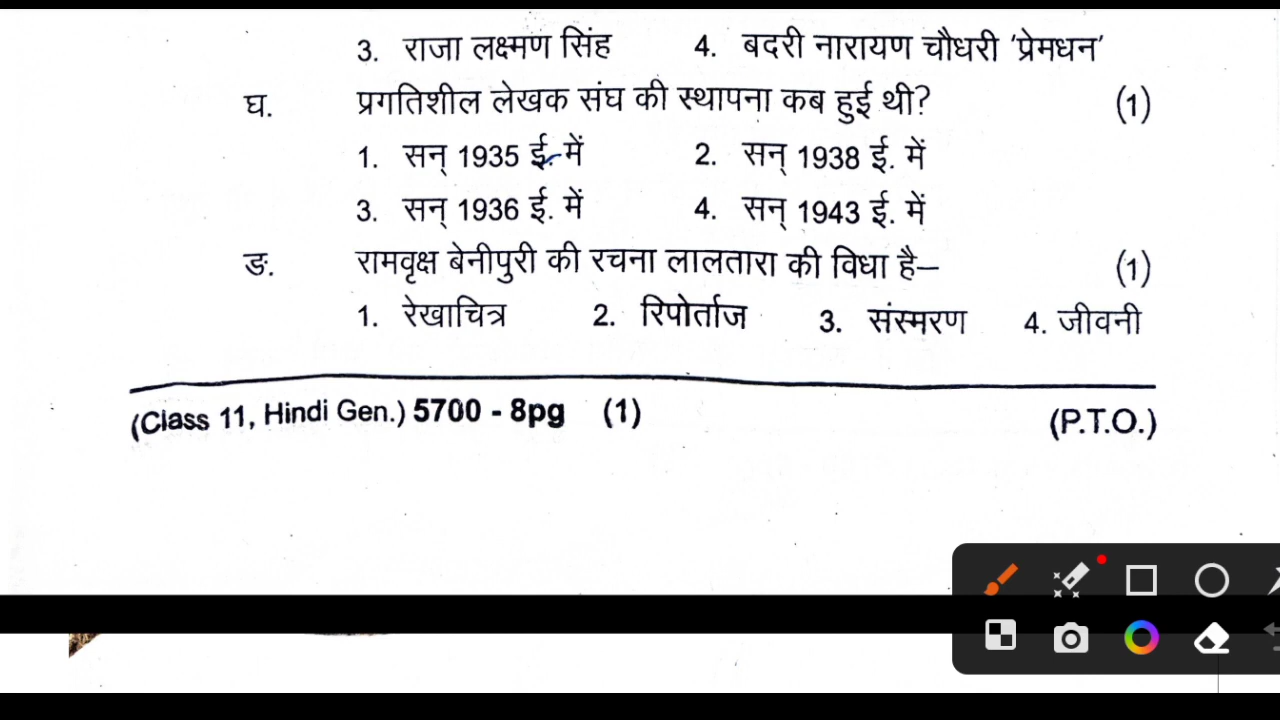 3. राजा लक्ष्मण सिंह 4. बदरी नारायण चौधरी 'प्रेमधन'
घ. प्रगतिशील लेखक संघ की स्थापना कब हुई थी? (1)
1. सन् 1935 ई. में 2. सन् 1938 ई. में
3. सन् 1936 ई. में 4. सन् 1943 ई. में
ङ. रामवृक्ष बेनीपुरी की रचना लालतारा की विधा है– (1)
1. रेखाचित्र 2. रिपोर्ताज 3. संस्मरण 4. जीवनी
(Class 11, Hindi Gen.) 5700 - 8pg (1) (P.T.O.)